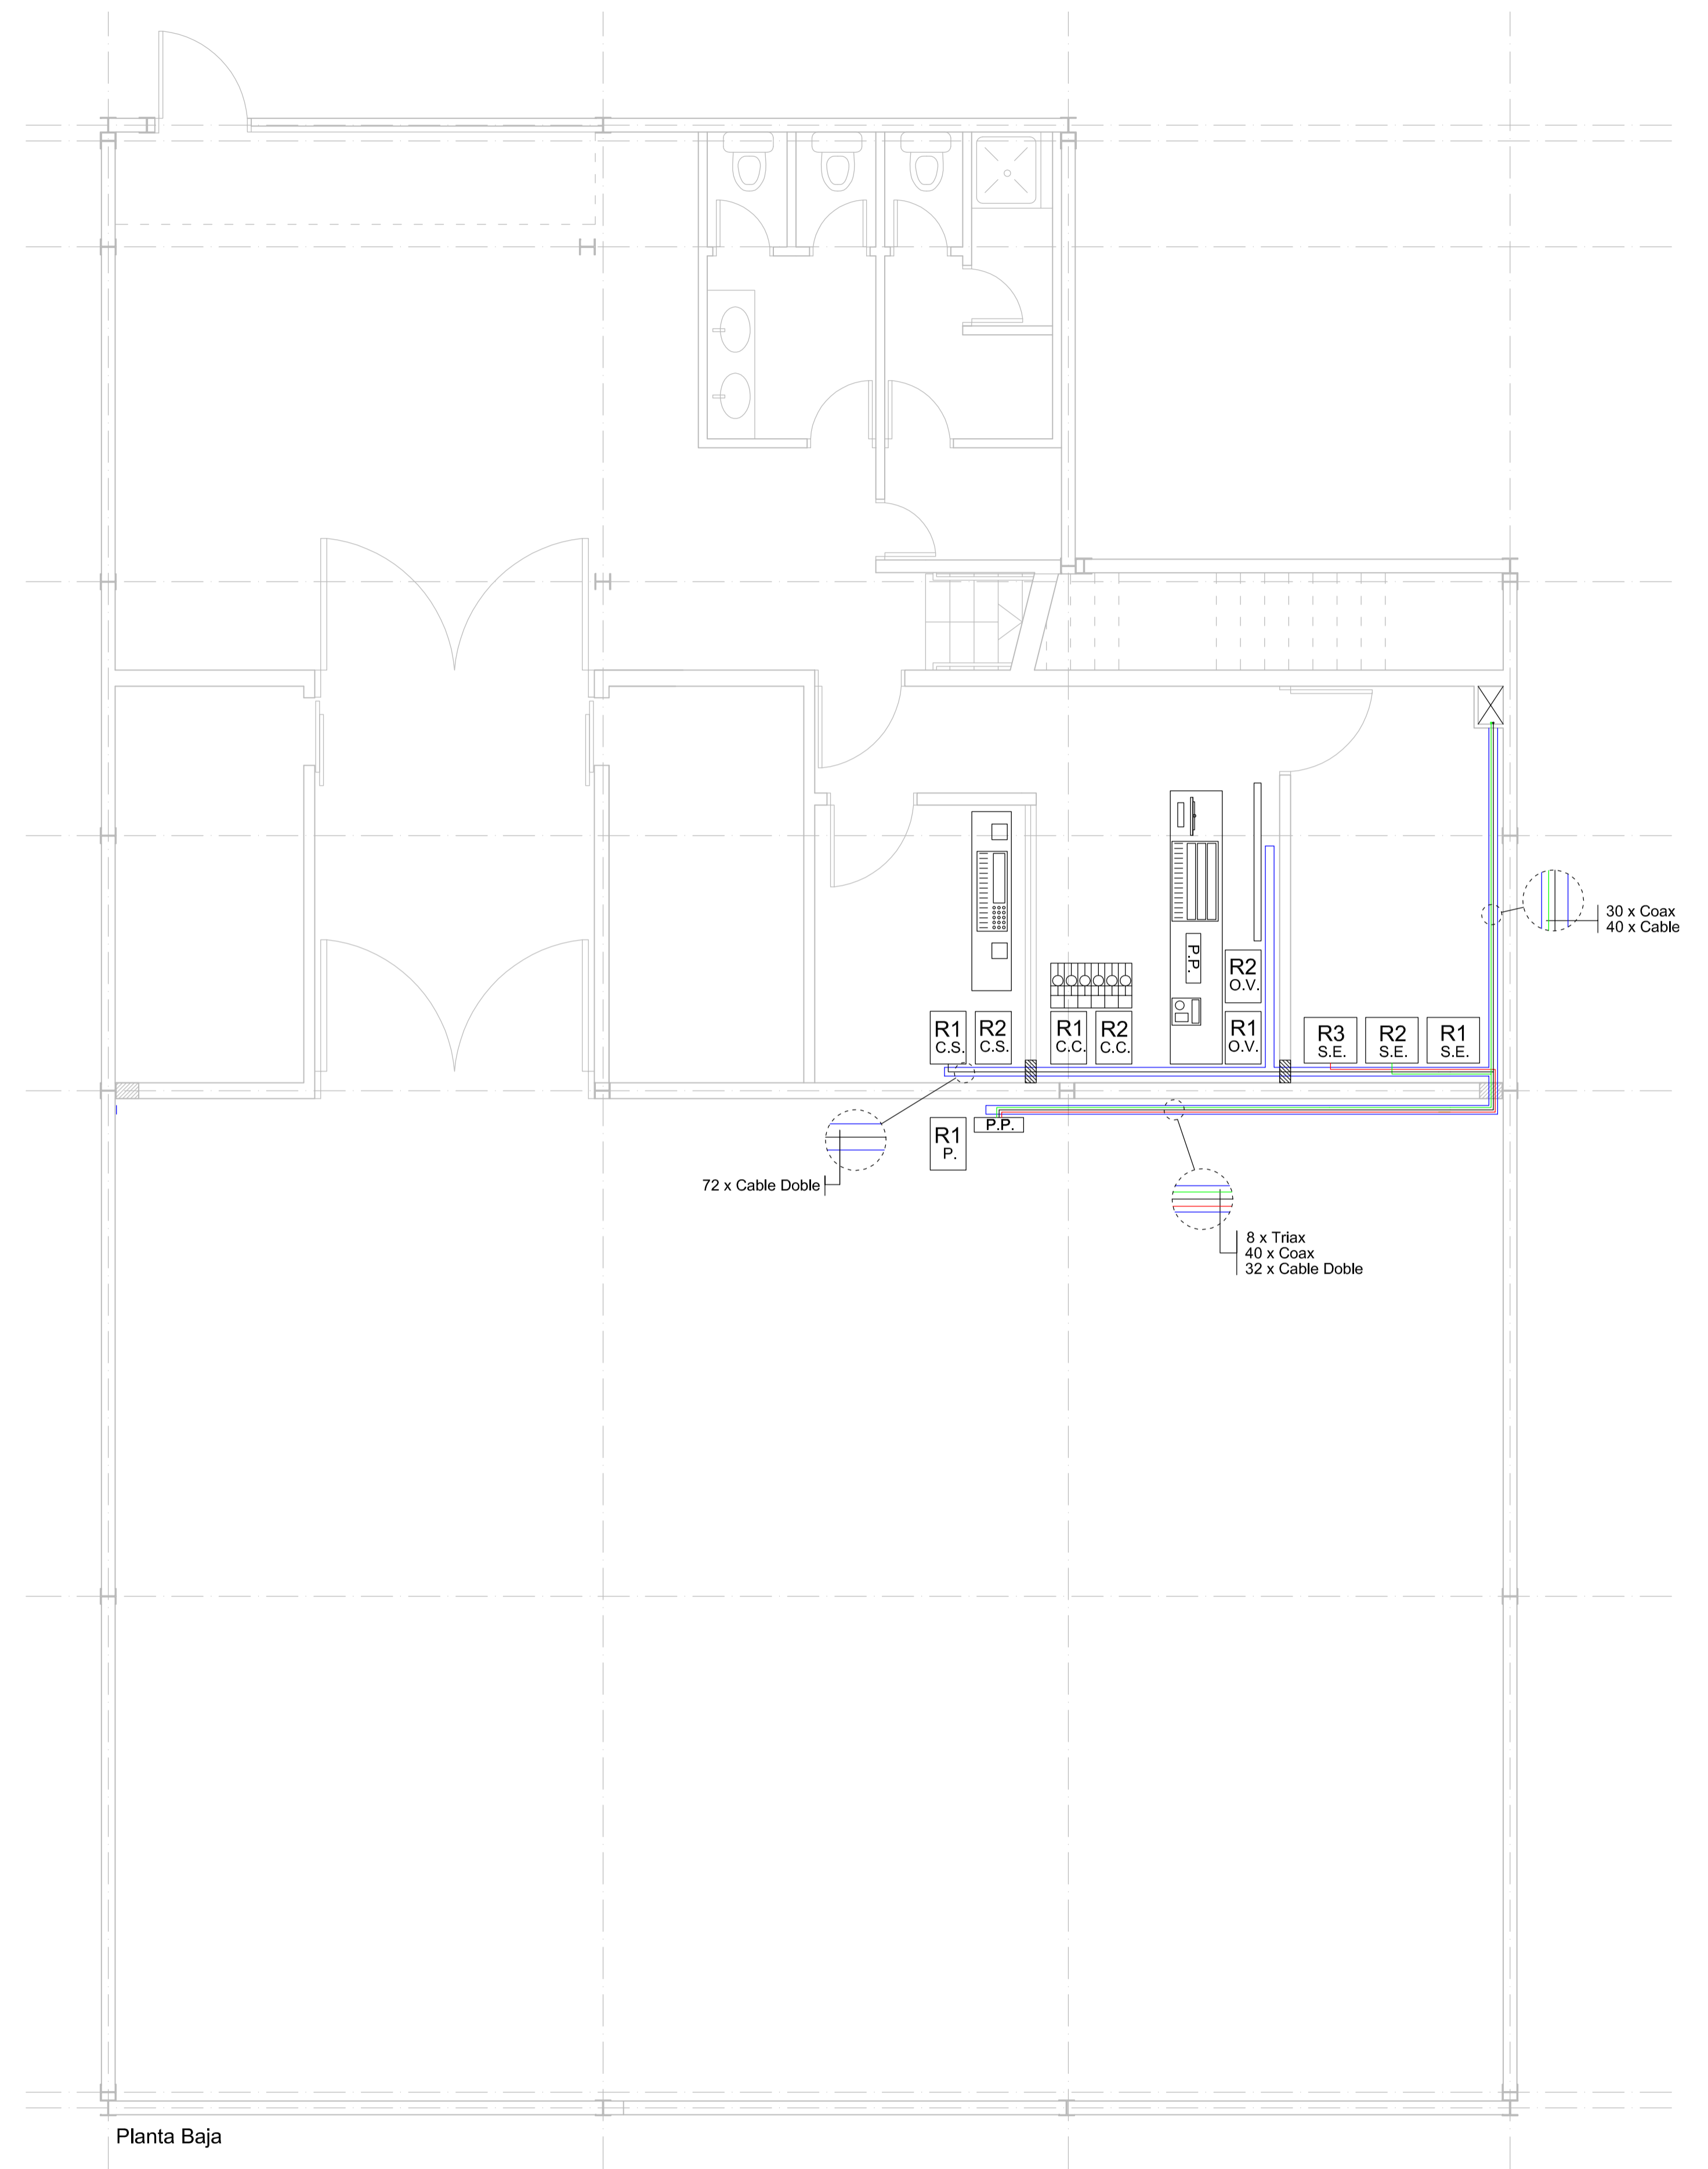 30 x Coax
40 x Cable
P.P.
R2
O.V.
R1
C.S.
R2
C.S.
R1
C.C.
R2
C.C.
R1
O.V.
R3
S.E.
R2
S.E.
R1
S.E.
R1
P.
P.P.
72 x Cable Doble
8 x Triax
40 x Coax
32 x Cable Doble
Planta Baja